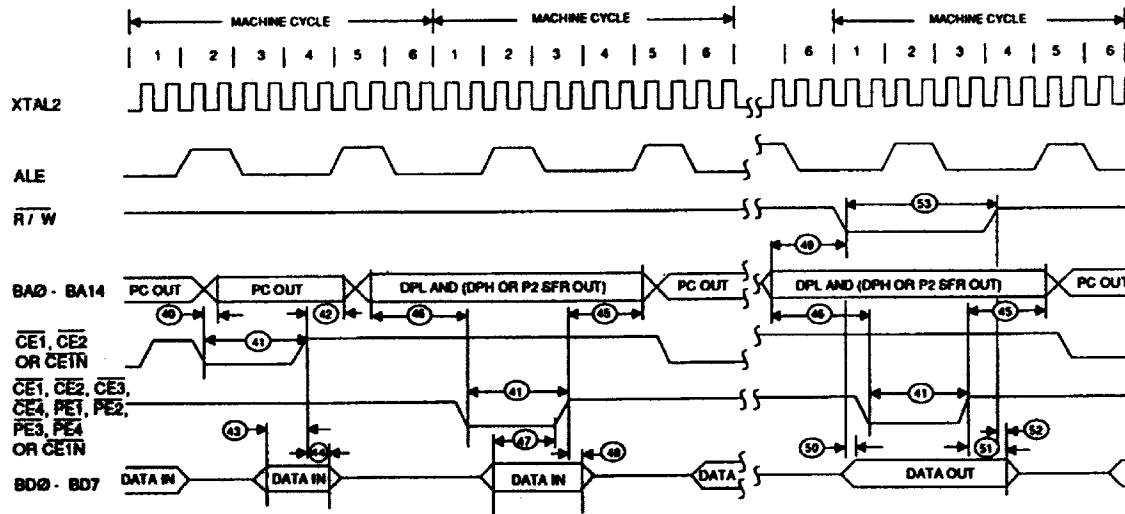 MACHINE CYCLE MACHINE CYCLE MACHINE CYCLE
1 2 3 4 5 6 1 2 3 4 5 6 6 1 2 3 4 5 6
XTAL2
ALE
R / W 53
49
BAØ - BA14 PC OUT PC OUT DPL AND (DPH OR P2 SFR OUT) PC OUT DPL AND (DPH OR P2 SFR OUT) PC OUT
40 42 46 45 46 45
CE1, CE2 41
OR CE1N
CE1, CE2, CE3, 41 41
CE4, PE1, PE2,
PE3, PE4 43 47 52
OR CE1N 44 48 50 51
BDØ - BD7 DATA IN DATA IN DATA IN DATA DATA OUT